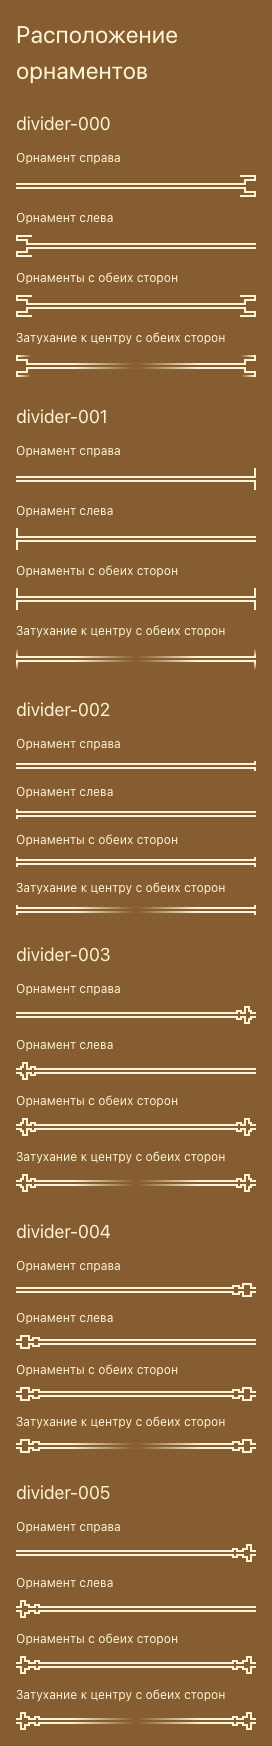 Расположение
орнаментов
divider-000
Орнамент справа
Орнамент слева
Орнаменты с обеих сторон
Затухание к центру с обеих сторон
divider-001
Орнамент справа
Орнамент слева
Орнаменты с обеих сторон
Затухание к центру с обеих сторон
divider-002
Орнамент справа
Орнамент слева
Орнаменты с обеих сторон
Затухание к центру с обеих сторон
divider-003
Орнамент справа
Орнамент слева
Орнаменты с обеих сторон
Затухание к центру с обеих сторон
divider-004
Орнамент справа
Орнамент слева
Орнаменты с обеих сторон
Затухание к центру с обеих сторон
divider-005
Орнамент справа
Орнамент слева
Орнаменты с обеих сторон
Затухание к центру с обеих сторон